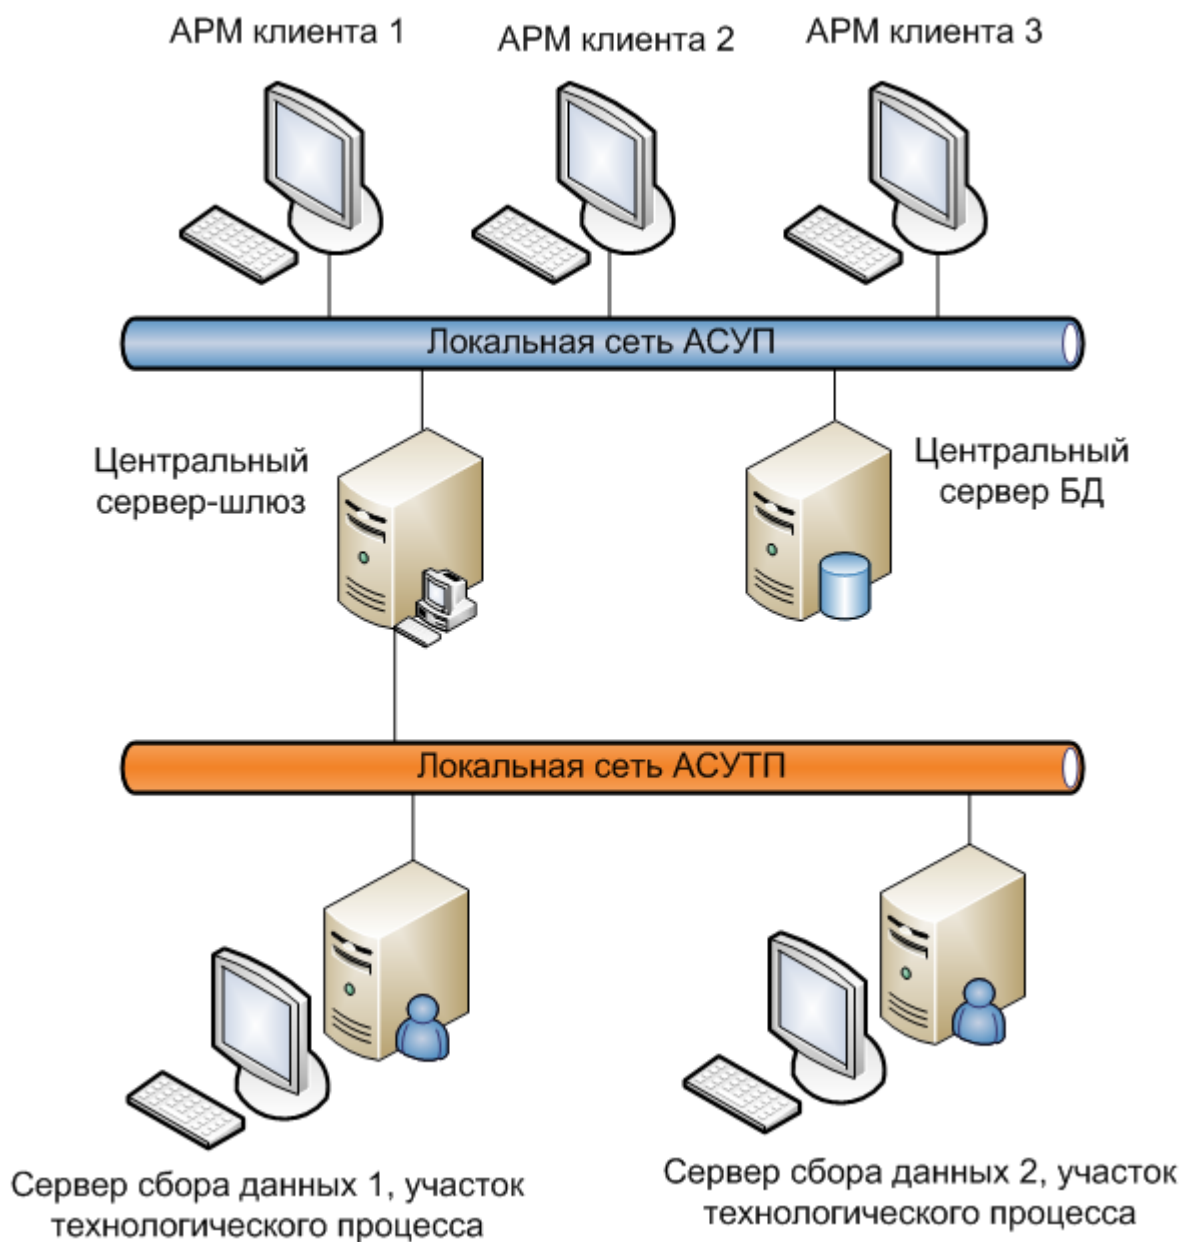 АРМ клиента 1
АРМ клиента 2
АРМ клиента 3
Локальная сеть АСУП
Центральный
сервер-шлюз
Центральный
сервер БД
Локальная сеть АСУТП
Сервер сбора данных 1, участок
технологического процесса
Сервер сбора данных 2, участок
технологического процесса